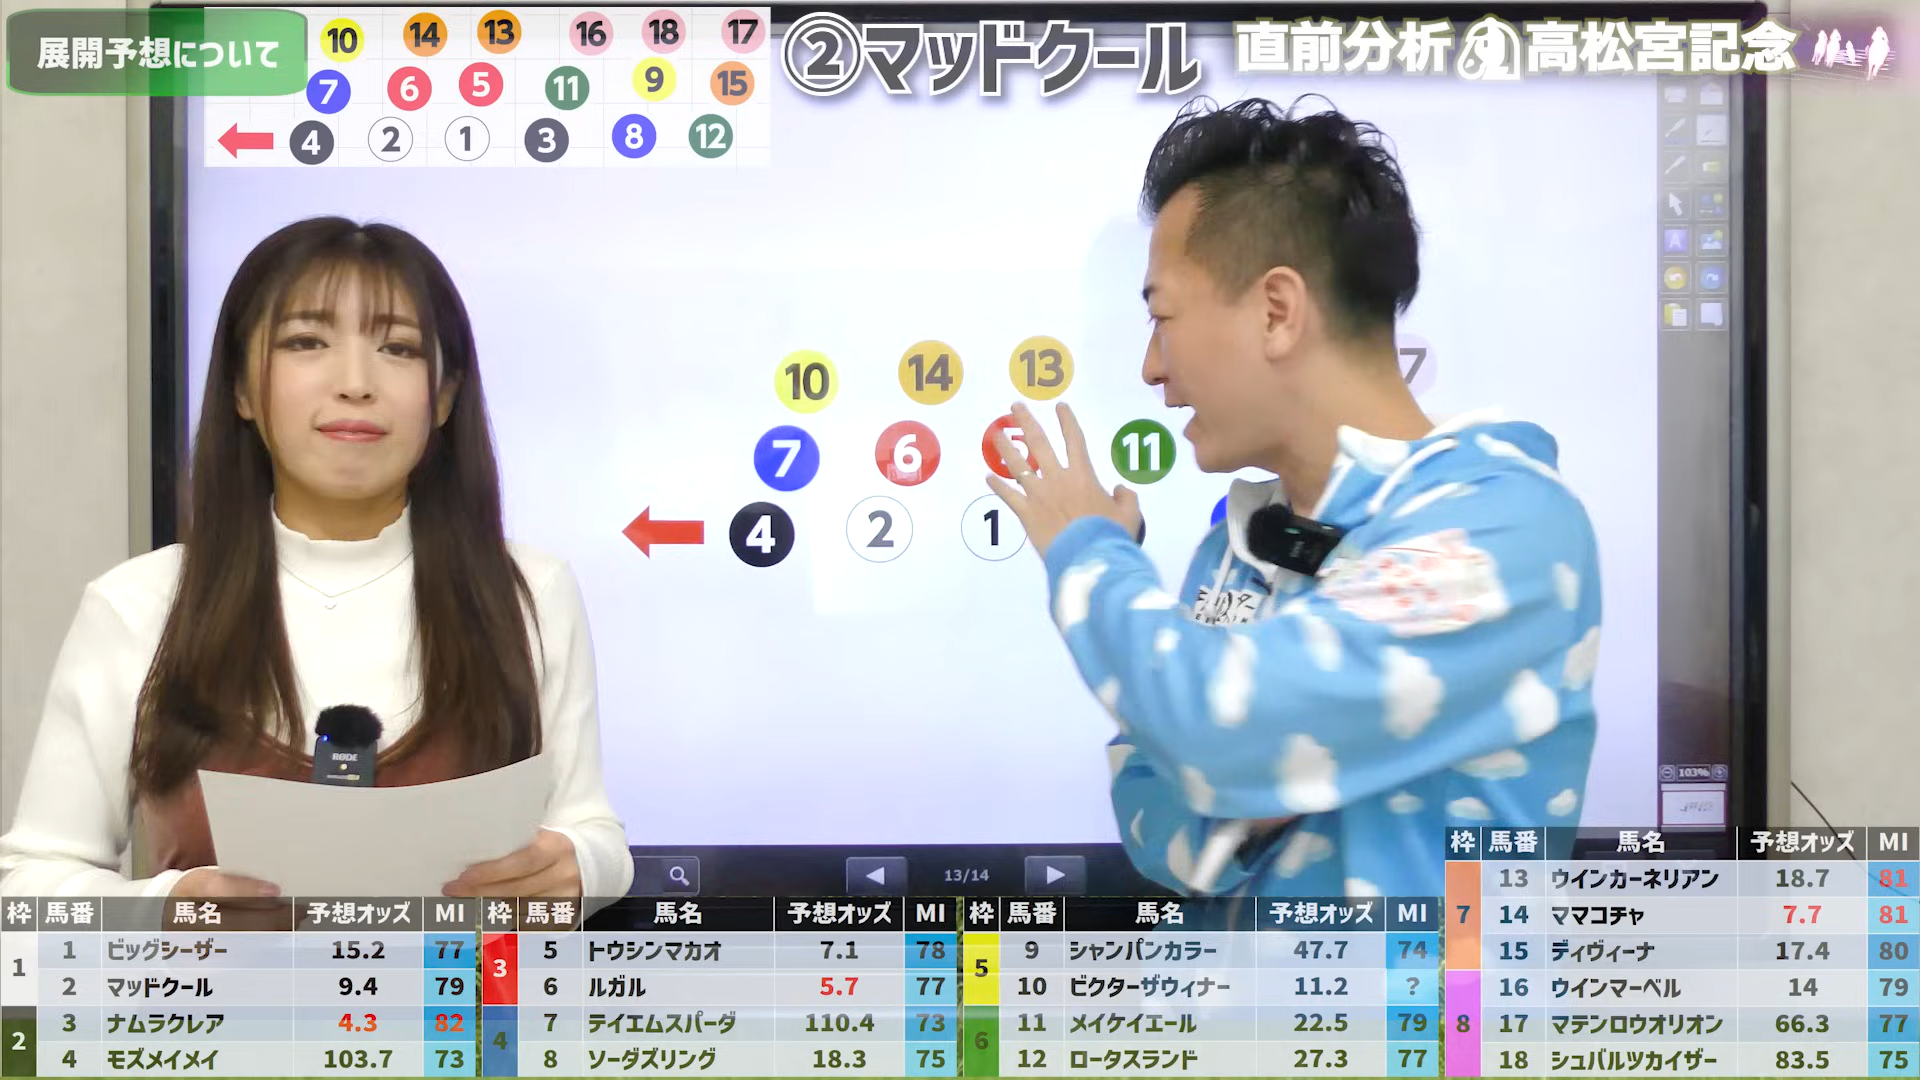 展開予想について
②マッドクール
直前分析 高松宮記念
10 14 13 16 18 17
7 6 5 11 9 15
4 2 1 3 8 12
10 14 13 7
7 6 5 11
4 2 1
RØDE
103%
13/14
枠 馬番 馬名 予想オッズ MI
1 1 ビッグシーザー 15.2 77
2 マッドクール 9.4 79
2 3 ナムラクレア 4.3 82
4 モズメイメイ 103.7 73
枠 馬番 馬名 予想オッズ MI
3 5 トウシンマカオ 7.1 78
6 ルガル 5.7 77
4 7 テイエムスパーダ 110.4 73
8 ソーダズリング 18.3 75
枠 馬番 馬名 予想オッズ MI
5 9 シャンパンカラー 47.7 74
10 ビクターザウィナー 11.2 ?
6 11 メイケイエール 22.5 79
12 ロータスランド 27.3 77
枠 馬番 馬名 予想オッズ MI
7 13 ウインカーネリアン 18.7 81
14 ママコチャ 7.7 81
15 ディヴィーナ 17.4 80
8 16 ウインマーベル 14 79
17 マテンロウオリオン 66.3 77
18 シュバルツカイザー 83.5 75